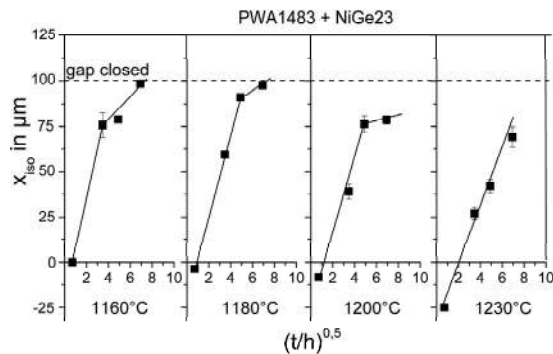 PWA1483 + NiGe23
125
gap closed
100
75
50
25
0
-25
x_iso in µm
2 4 6 8 10 2 4 6 8 10 2 4 6 8 10 2 4 6 8 10
1160°C 1180°C 1200°C 1230°C
(t/h)^0,5